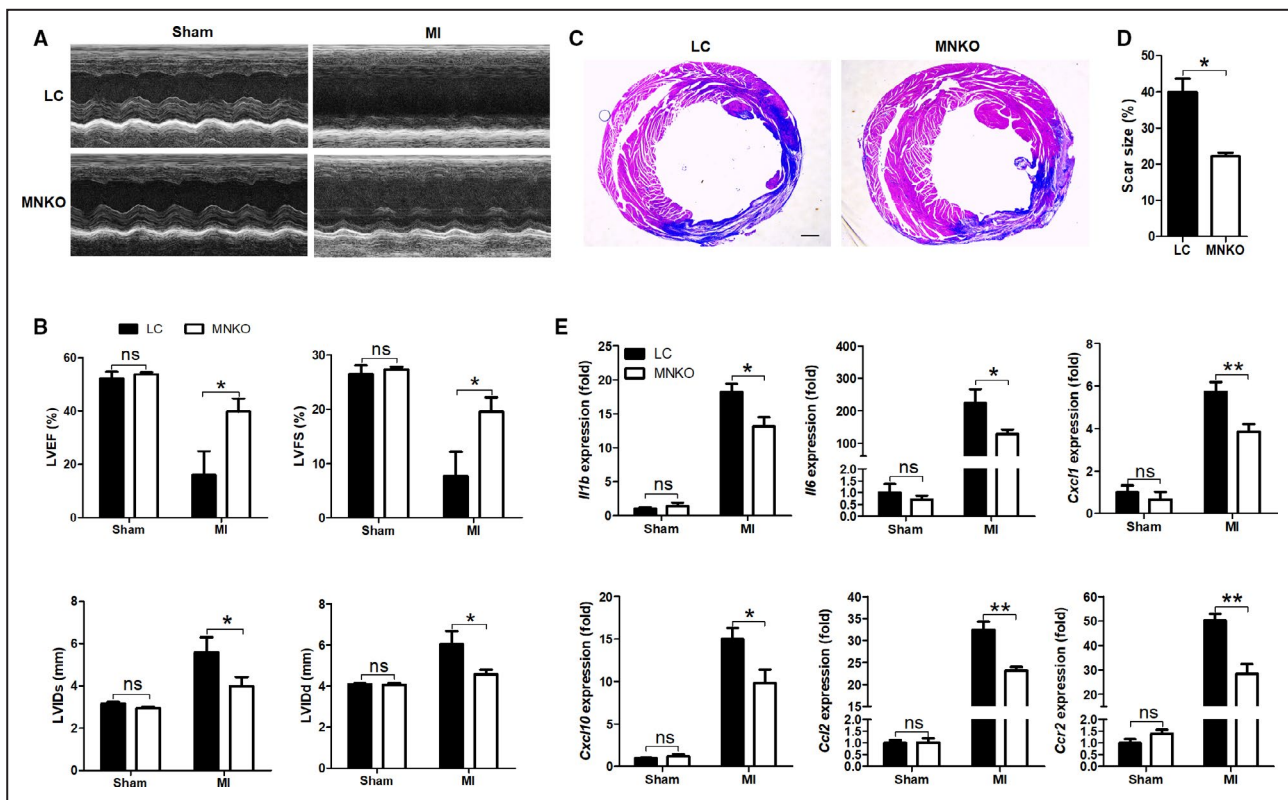 A
Sham
MI
LC
MNKO
C
LC
MNKO
D
*
Scar size (%)
50
40
30
20
10
0
LC
MNKO
B
LC
MNKO
ns
*
LVEF (%)
60
40
20
0
Sham
MI
ns
*
LVFS (%)
30
20
10
0
Sham
MI
ns
*
LVIDs (mm)
8
6
4
2
0
Sham
MI
ns
*
LVIDd (mm)
8
6
4
2
0
Sham
MI
E
LC
MNKO
ns
*
Il1b expression (fold)
25
20
15
10
5
0
Sham
MI
ns
*
Il6 expression (fold)
400
300
200
100
2.0
1.5
1.0
0.5
0.0
Sham
MI
ns
**
Cxcl1 expression (fold)
8
6
4
2
0
Sham
MI
ns
*
Cxcl10 expression (fold)
20
15
10
5
0
Sham
MI
ns
**
Ccl2 expression (fold)
40
35
30
25
20
15
2.0
1.5
1.0
0.5
0.0
Sham
MI
ns
**
Ccr2 expression (fold)
60
50
40
30
20
10
2.0
1.5
1.0
0.5
0.0
Sham
MI